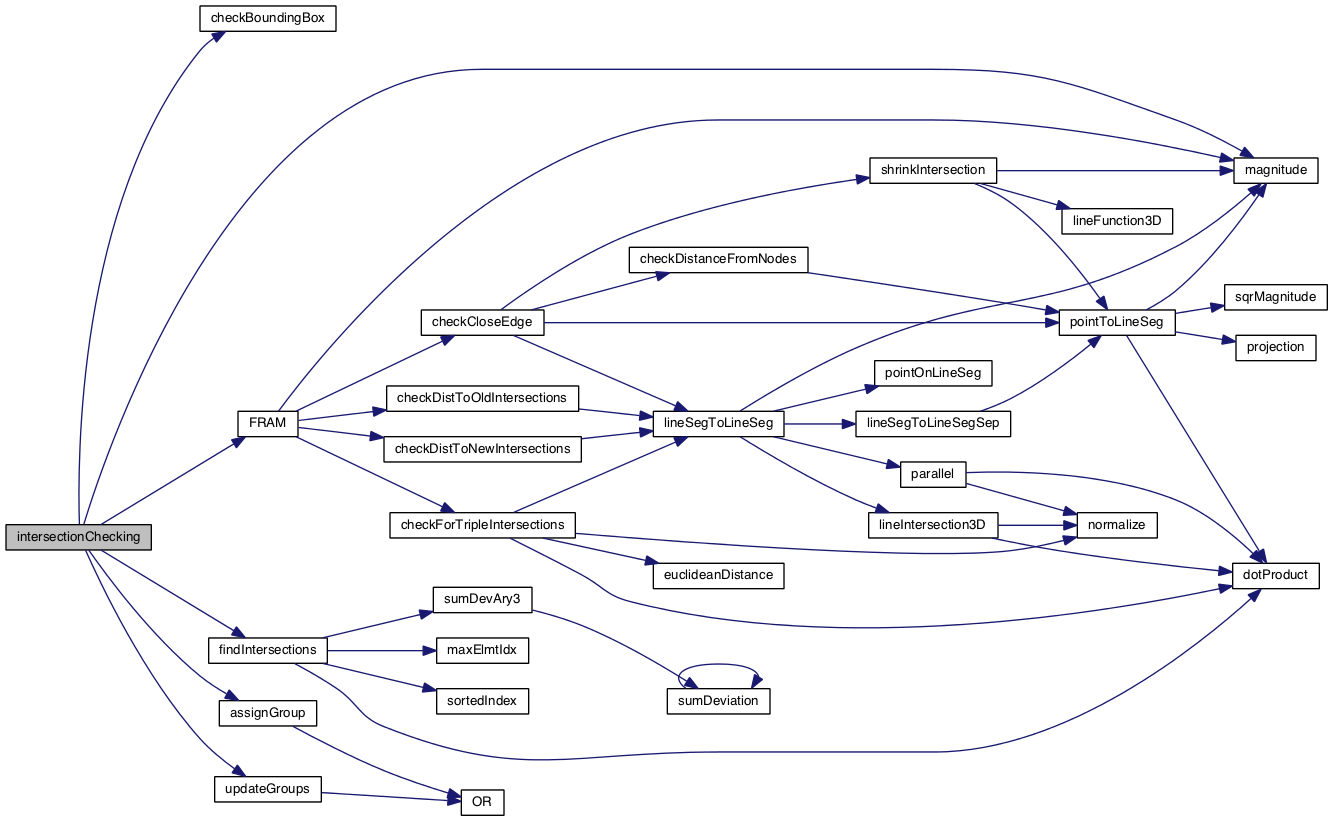 checkBoundingBox
magnitude
shrinkIntersection
lineFunction3D
checkDistanceFromNodes
sqrMagnitude
checkCloseEdge
pointToLineSeg
projection
pointOnLineSeg
checkDistToOldIntersections
FRAM
lineSegToLineSeg
lineSegToLineSegSep
checkDistToNewIntersections
parallel
checkForTripleIntersections
lineIntersection3D
normalize
intersectionChecking
euclideanDistance
dotProduct
sumDevAry3
findIntersections
maxElmtIdx
sortedIndex
sumDeviation
assignGroup
updateGroups
OR